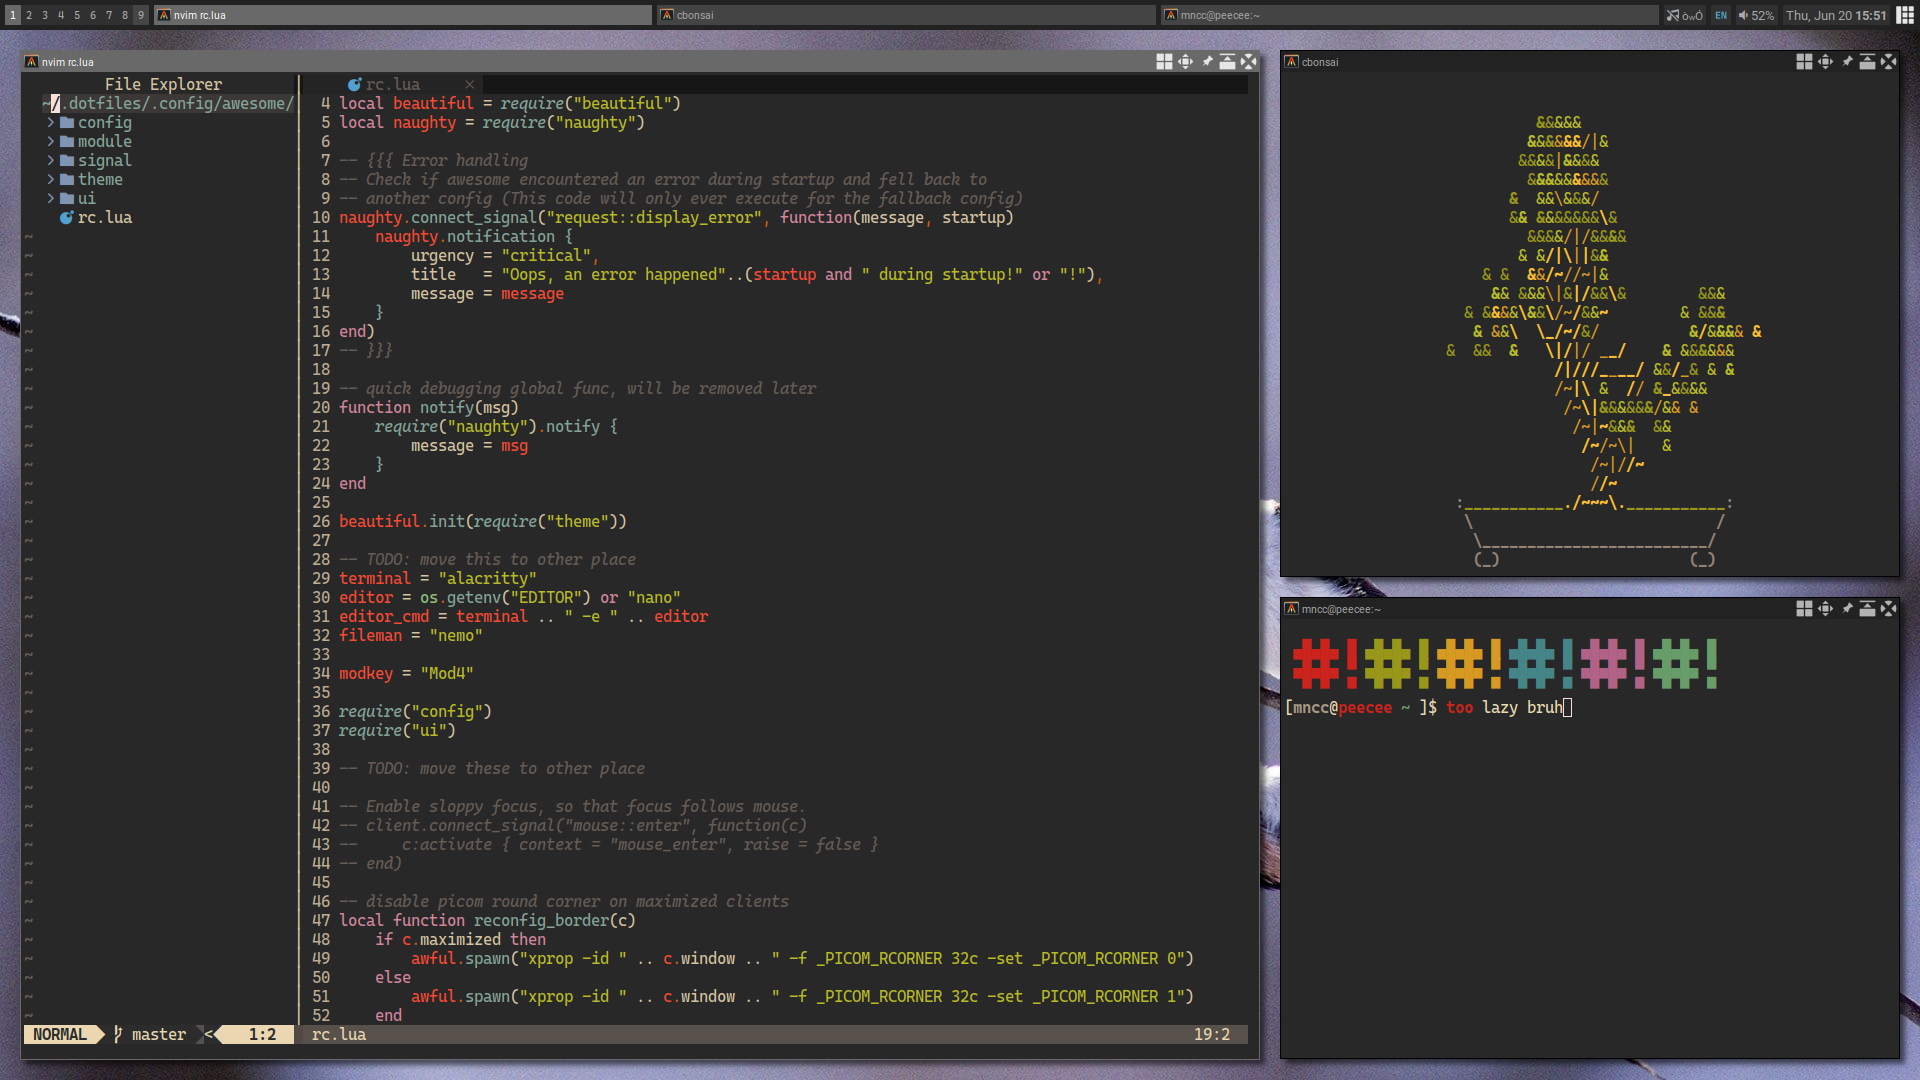 1 2 3 4 5 6 7 8 9 nvim rc.lua cbonsai mncc@peecee:~ òwÓ EN 52% Thu, Jun 20 15:51
nvim rc.lua
File Explorer
~/.dotfiles/.config/awesome/
> config
> module
> signal
> theme
> ui
rc.lua
rc.lua ×
4 local beautiful = require("beautiful")
5 local naughty = require("naughty")
6
7 -- {{{ Error handling
8 -- Check if awesome encountered an error during startup and fell back to
9 -- another config (This code will only ever execute for the fallback config)
10 naughty.connect_signal("request::display_error", function(message, startup)
11     naughty.notification {
12         urgency = "critical",
13         title   = "Oops, an error happened"..(startup and " during startup!" or "!"),
14         message = message
15     }
16 end)
17 -- }}}
18
19 -- quick debugging global func, will be removed later
20 function notify(msg)
21     require("naughty").notify {
22         message = msg
23     }
24 end
25
26 beautiful.init(require("theme"))
27
28 -- TODO: move this to other place
29 terminal = "alacritty"
30 editor = os.getenv("EDITOR") or "nano"
31 editor_cmd = terminal .. " -e " .. editor
32 fileman = "nemo"
33
34 modkey = "Mod4"
35
36 require("config")
37 require("ui")
38
39 -- TODO: move these to other place
40
41 -- Enable sloppy focus, so that focus follows mouse.
42 -- client.connect_signal("mouse::enter", function(c)
43 --     c:activate { context = "mouse_enter", raise = false }
44 -- end)
45
46 -- disable picom round corner on maximized clients
47 local function reconfig_border(c)
48     if c.maximized then
49         awful.spawn("xprop -id " .. c.window .. " -f _PICOM_RCORNER 32c -set _PICOM_RCORNER 0")
50     else
51         awful.spawn("xprop -id " .. c.window .. " -f _PICOM_RCORNER 32c -set _PICOM_RCORNER 1")
52     end
NORMAL master < 1:2 rc.lua 19:2
cbonsai
mncc@peecee:~
#!#!#!#!#!#!
[mncc@peecee ~ ]$ too lazy bruh